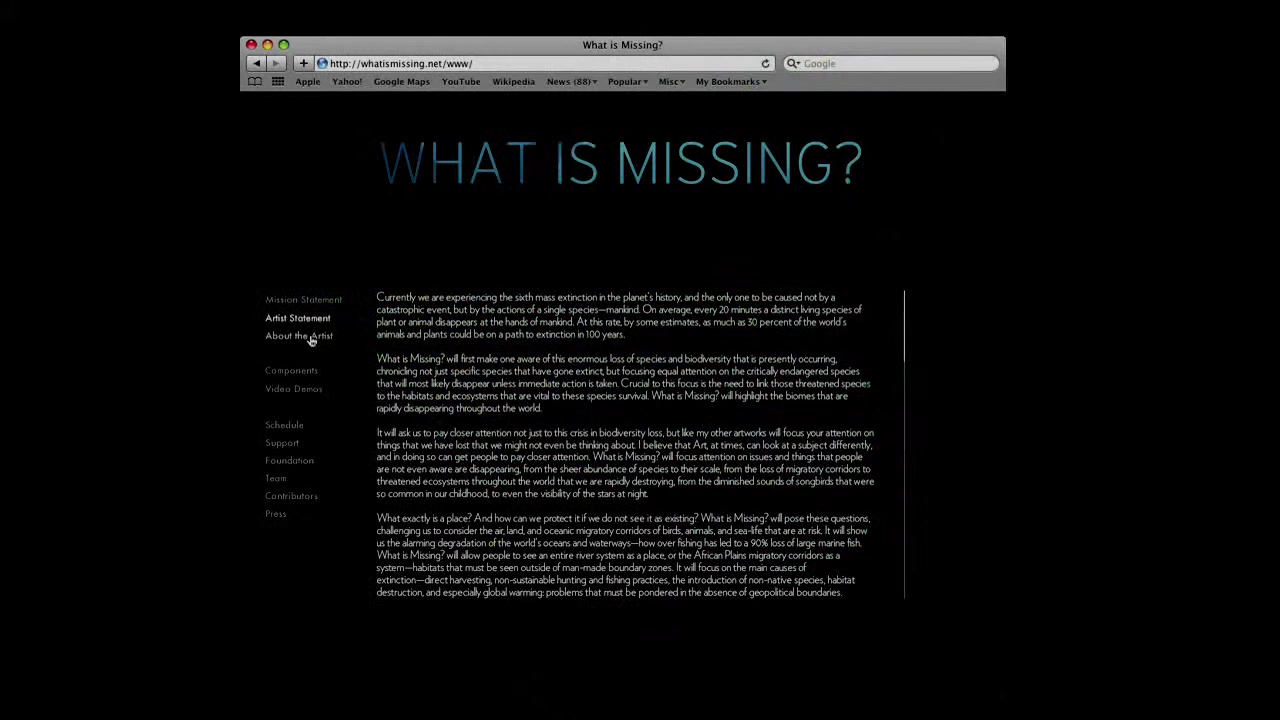 What is Missing?
http://whatismissing.net/www/
Google
Apple Yahoo! Google Maps YouTube Wikipedia News (88) Popular Misc My Bookmarks
WHAT IS MISSING?
Mission Statement
Artist Statement
About the Artist
Components
Video Demos
Schedule
Support
Foundation
Team
Contributors
Press
Currently we are experiencing the sixth mass extinction in the planet's history, and the only one to be caused not by a
catastrophic event, but by the actions of a single species—mankind. On average, every 20 minutes a distinct living species of
plant or animal disappears at the hands of mankind. At this rate, by some estimates, as much as 30 percent of the world's
animals and plants could be on a path to extinction in 100 years.
What is Missing? will first make one aware of this enormous loss of species and biodiversity that is presently occurring,
chronicling not just specific species that have gone extinct, but focusing equal attention on the critically endangered species
that will most likely disappear unless immediate action is taken. Crucial to this focus is the need to link those threatened species
to the habitats and ecosystems that are vital to these species survival. What is Missing? will highlight the biomes that are
rapidly disappearing throughout the world.
It will ask us to pay closer attention not just to this crisis in biodiversity loss, but like my other artworks will focus your attention on
things that we have lost that we might not even be thinking about. I believe that Art, at times, can look at a subject differently,
and in doing so can get people to pay closer attention. What is Missing? will focus attention on issues and things that people
are not even aware are disappearing, from the sheer abundance of species to their scale, from the loss of migratory corridors to
threatened ecosystems throughout the world that we are rapidly destroying, from the diminished sounds of songbirds that were
so common in our childhood, to even the visibility of the stars at night.
What exactly is a place? And how can we protect it if we do not see it as existing? What is Missing? will pose these questions,
challenging us to consider the air, land, and oceanic migratory corridors of birds, animals, and sea-life that are at risk. It will show
us the alarming degradation of the world's oceans and waterways—how over fishing has led to a 90% loss of large marine fish.
What is Missing? will allow people to see an entire river system as a place, or the African Plains migratory corridors as a
system—habitats that must be seen outside of man-made boundary zones. It will focus on the main causes of
extinction—direct harvesting, non-sustainable hunting and fishing practices, the introduction of non-native species, habitat
destruction, and especially global warming: problems that must be pondered in the absence of geopolitical boundaries.